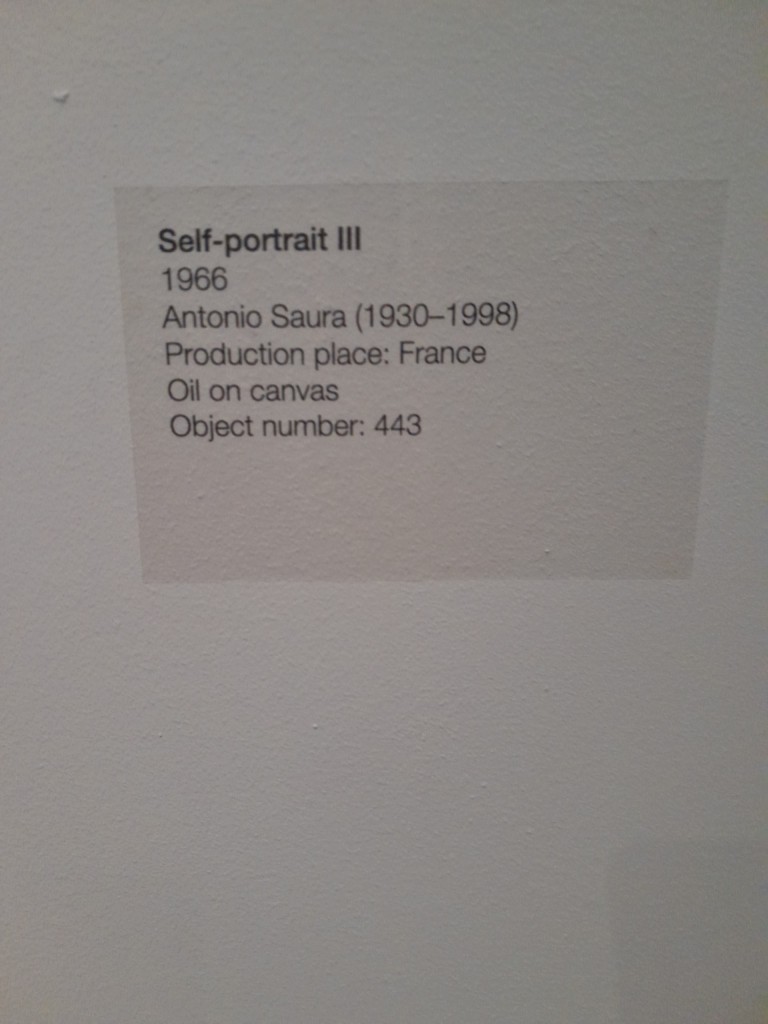 Self-portrait III
1966
Antonio Saura (1930–1998)
Production place: France
Oil on canvas
Object number: 443